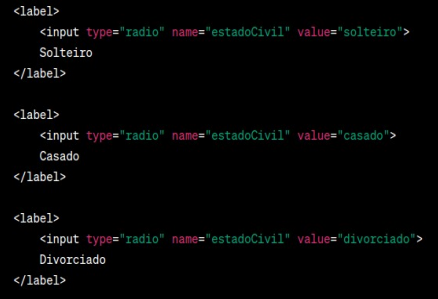 <label>
<input type="radio" name="estadoCivil" value="solteiro">
Solteiro
</label>
<label>
<input type="radio" name="estadoCivil" value="casado">
Casado
</label>
<label>
<input type="radio" name="estadoCivil" value="divorciado">
Divorciado
</label>